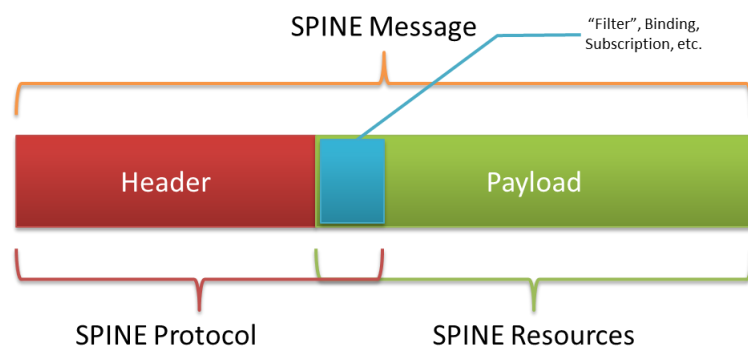 SPINE Message
“Filter”, Binding,
Subscription, etc.
Header
Payload
SPINE Protocol
SPINE Resources